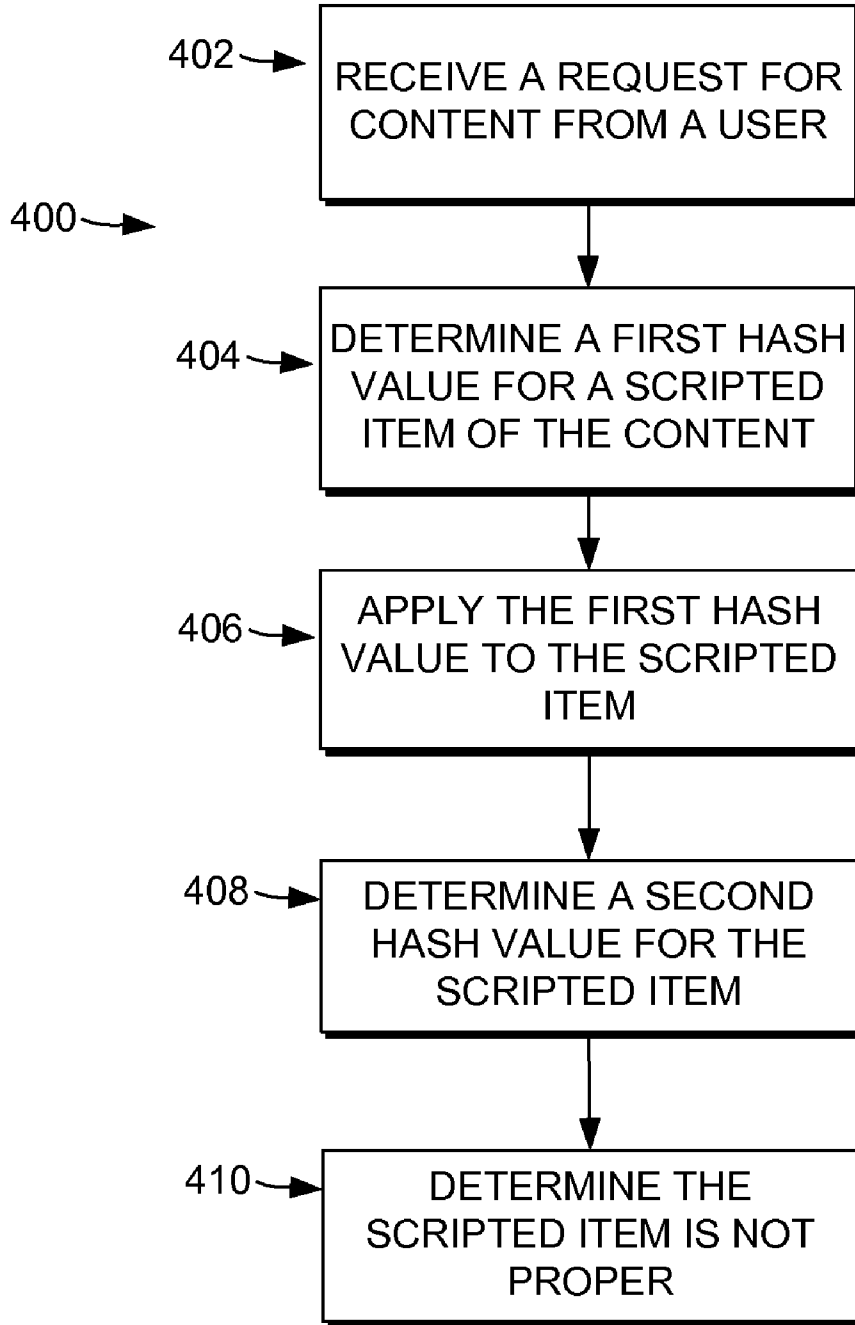 402
RECEIVE A REQUEST FOR
CONTENT FROM A USER
400
404
DETERMINE A FIRST HASH
VALUE FOR A SCRIPTED
ITEM OF THE CONTENT
406
APPLY THE FIRST HASH
VALUE TO THE SCRIPTED
ITEM
408
DETERMINE A SECOND
HASH VALUE FOR THE
SCRIPTED ITEM
410
DETERMINE THE
SCRIPTED ITEM IS NOT
PROPER